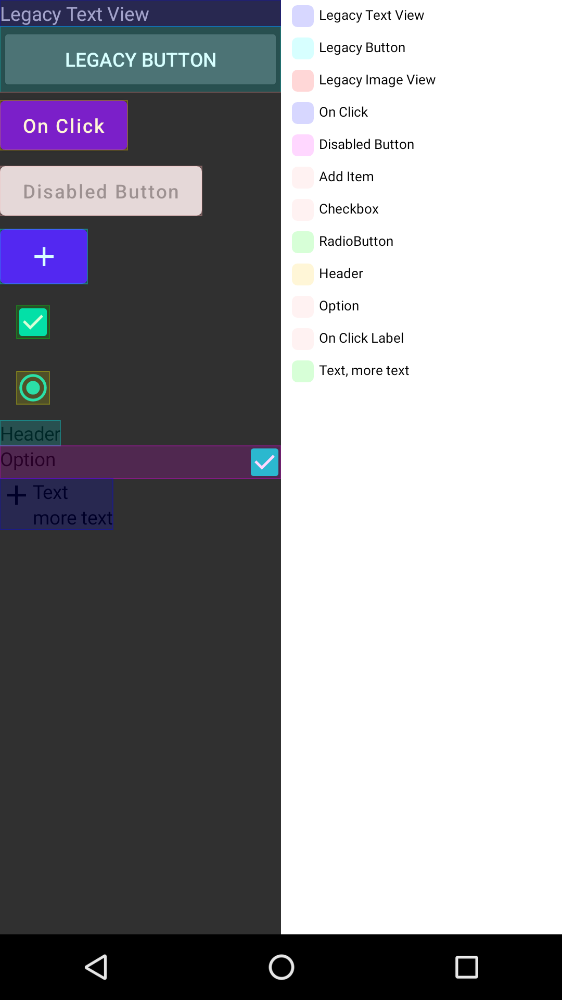 Legacy Text View
LEGACY BUTTON
On Click
Disabled Button
Header
Option
Text
more text
Legacy Text View
Legacy Button
Legacy Image View
On Click
Disabled Button
Add Item
Checkbox
RadioButton
Header
Option
On Click Label
Text, more text